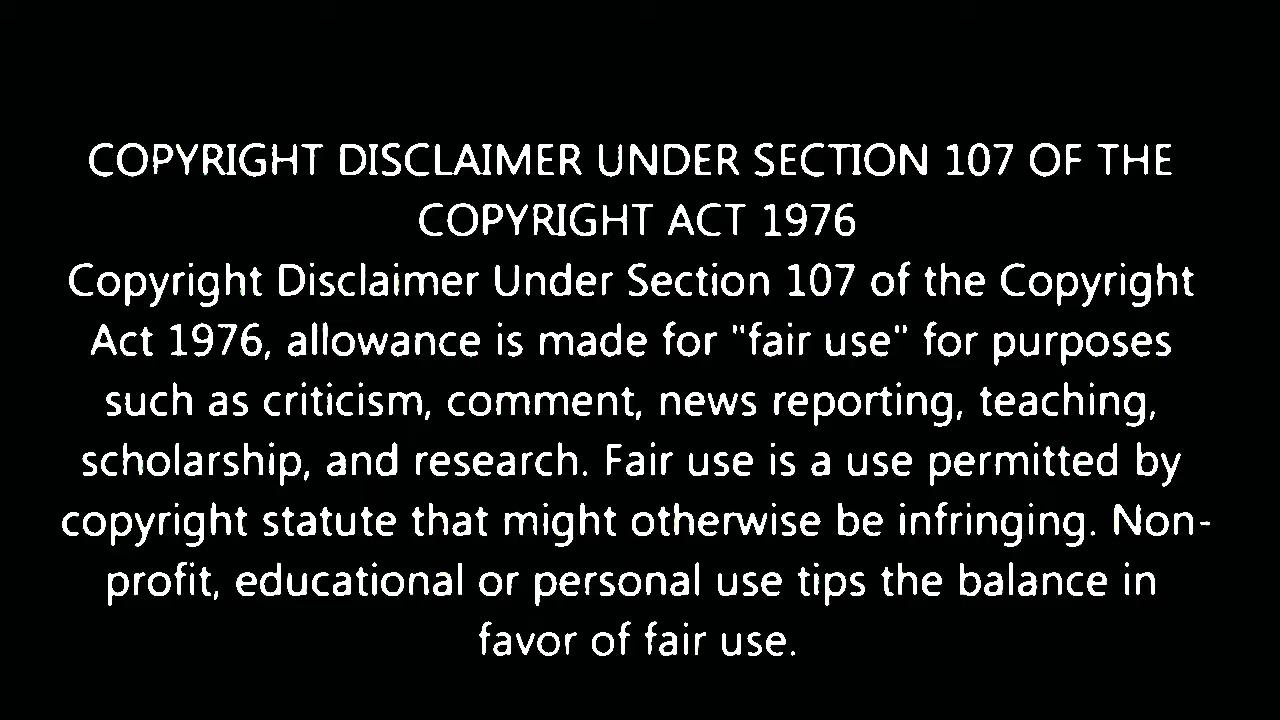 COPYRIGHT DISCLAIMER UNDER SECTION 107 OF THE
COPYRIGHT ACT 1976
Copyright Disclaimer Under Section 107 of the Copyright
Act 1976, allowance is made for "fair use" for purposes
such as criticism, comment, news reporting, teaching,
scholarship, and research. Fair use is a use permitted by
copyright statute that might otherwise be infringing. Non-
profit, educational or personal use tips the balance in
favor of fair use.